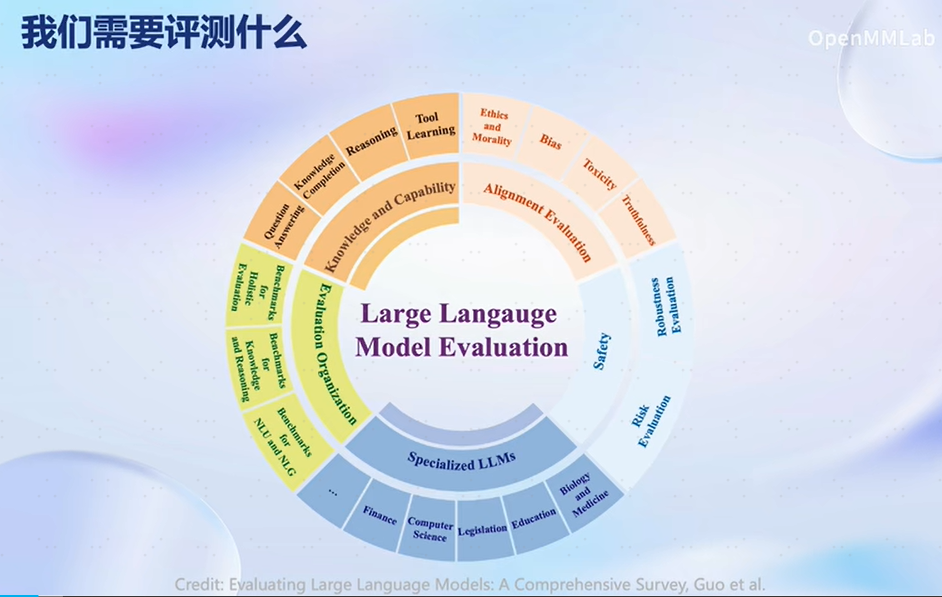 我们需要评测什么
OpenMMLab
Large Langauge
Model Evaluation
Knowledge and Capability
Question
Answering
Knowledge
Completion
Reasoning
Tool
Learning
Alignment Evaluation
Ethics
and
Morality
Bias
Toxicity
Truthfulness
Safety
Robustness
Evaluation
Risk
Evaluation
Specialized LLMs
Biology
and
Medicine
Education
Legislation
Computer
Science
Finance
...
Evaluation Organization
Benchmarks
for
NLU and NLG
Benchmarks
for
Knowledge
and Reasoning
Benchmarks
for
Holistic
Evaluation
Credit: Evaluating Large Language Models: A Comprehensive Survey, Guo et al.